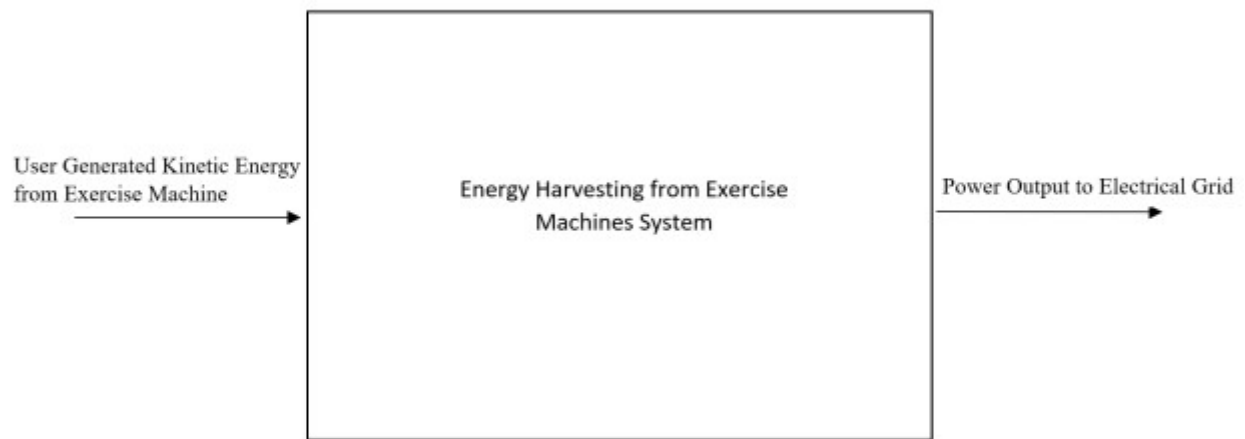 User Generated Kinetic Energy
from Exercise Machine
Energy Harvesting from Exercise
Machines System
Power Output to Electrical Grid